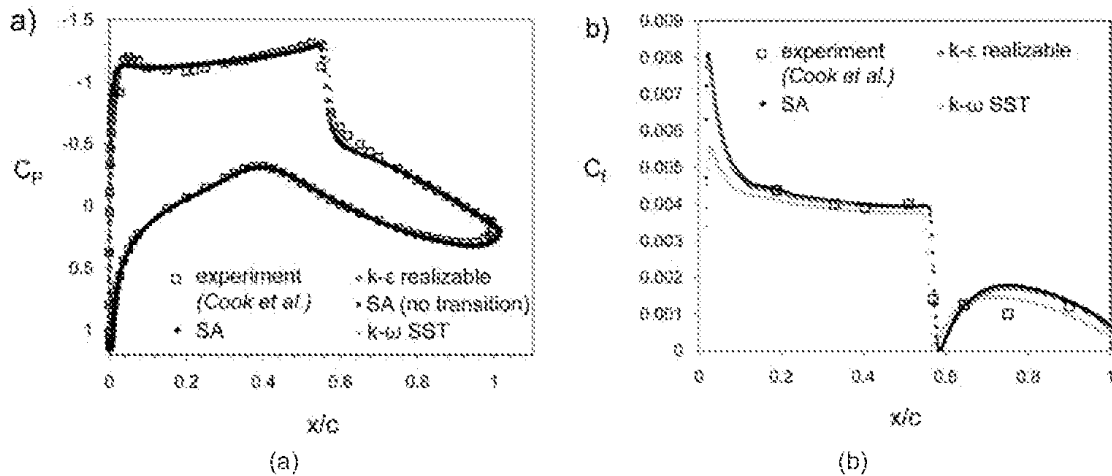 a)
-1.5
-1
-0.5
0
0.5
1
C_P
experiment
(Cook et al.)
SA
k-ε realizable
SA (no transition)
k-ω SST
0 0.2 0.4 0.6 0.8 1
x/c
(a)
b)
0.009
0.008
0.007
0.006
0.005
0.004
0.003
0.002
0.001
0
C_f
experiment
(Cook et al.)
SA
k-ε realizable
k-ω SST
0 0.2 0.4 0.6 0.8 1
x/c
(b)